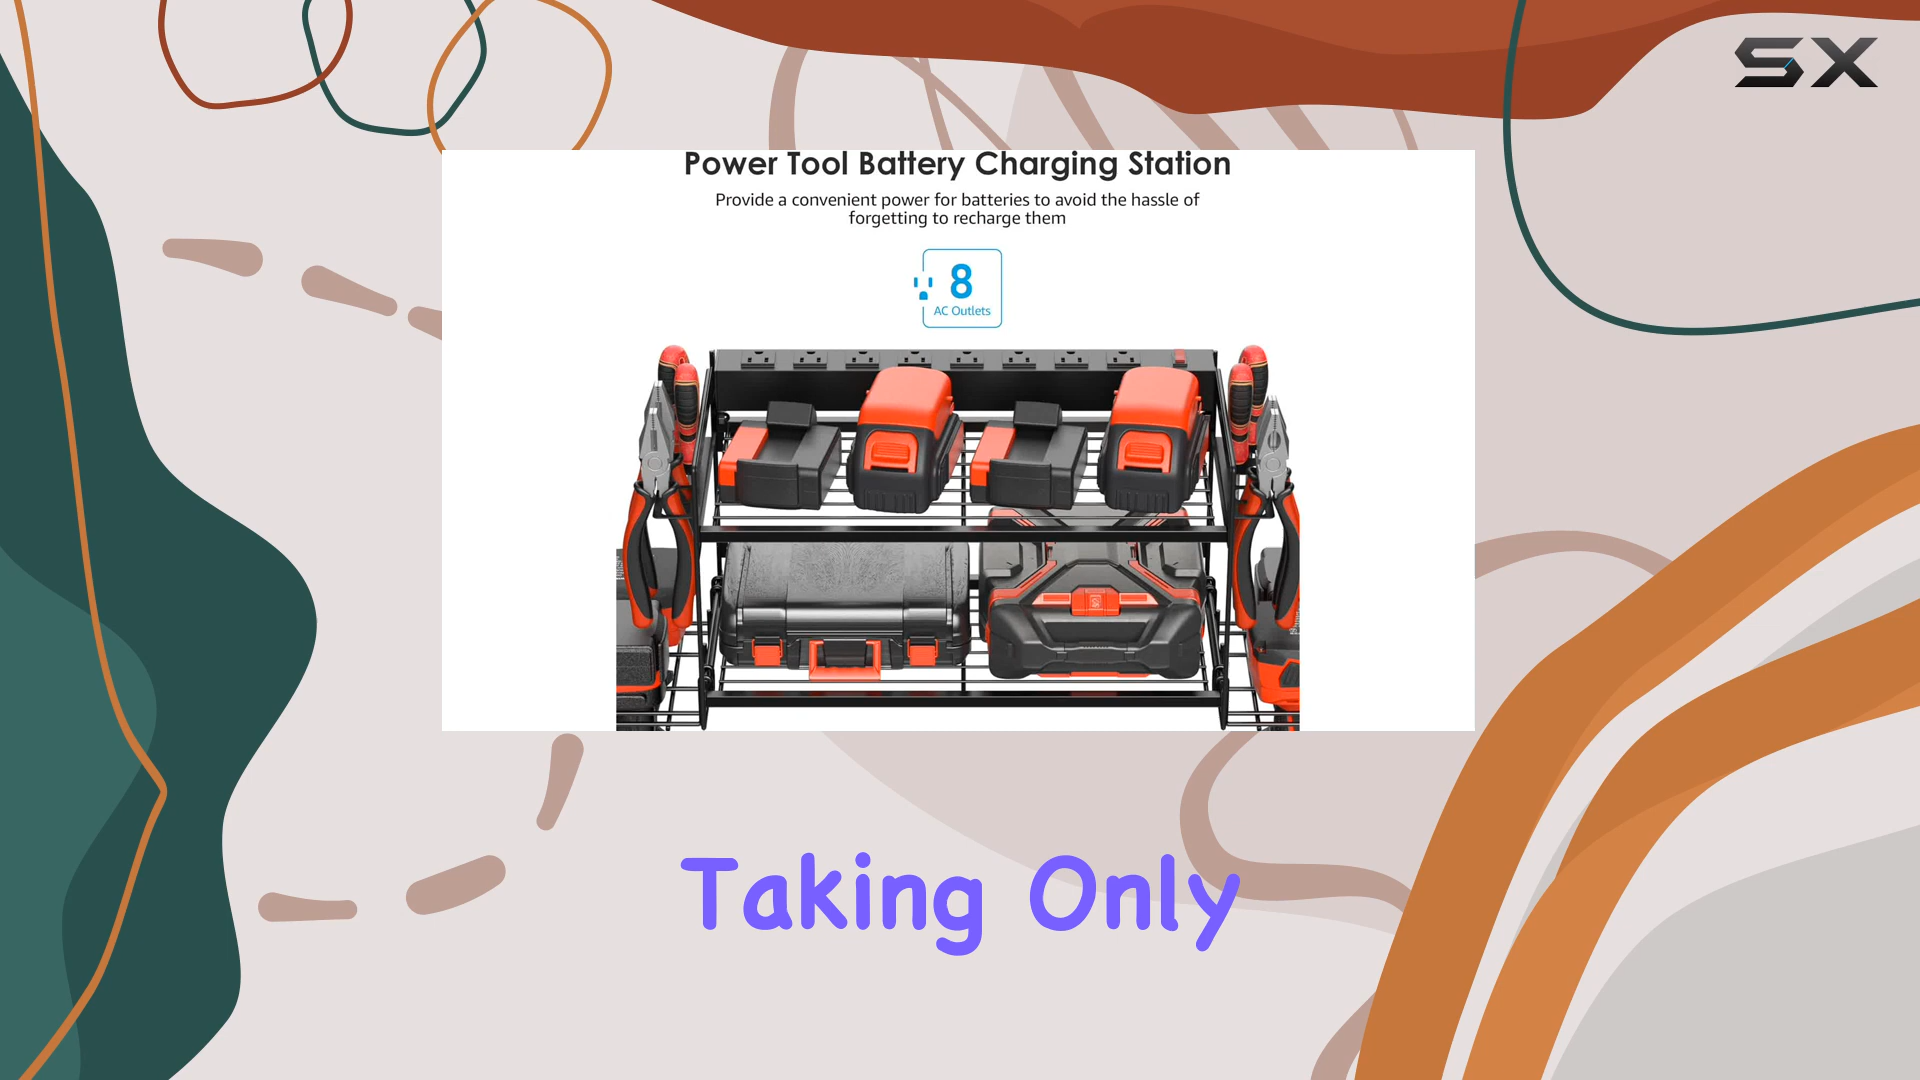 SX
Power Tool Battery Charging Station
Provide a convenient power for batteries to avoid the hassle of
forgetting to recharge them
8
AC Outlets
Taking Only